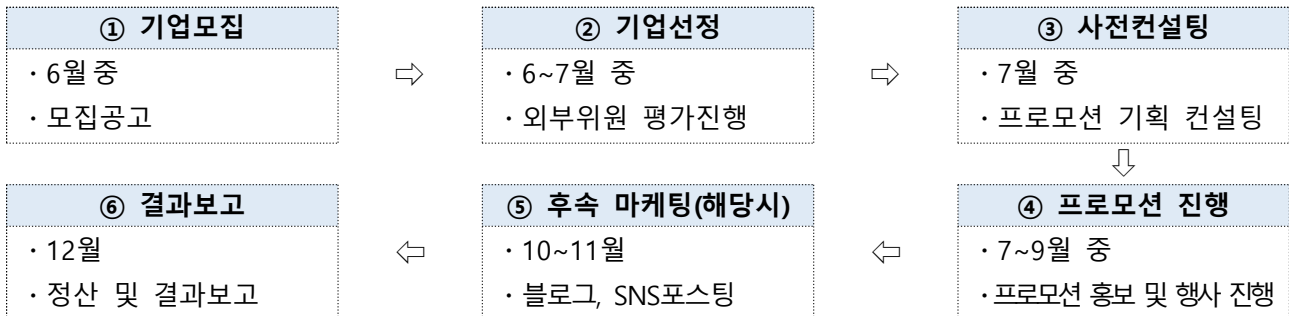 ① 기업모집
· 6월 중
· 모집공고
⇨
② 기업선정
· 6~7월 중
· 외부위원 평가진행
⇨
③ 사전컨설팅
· 7월 중
· 프로모션 기획 컨설팅
⇩
④ 프로모션 진행
· 7~9월 중
· 프로모션 홍보 및 행사 진행
⇦
⑤ 후속 마케팅(해당시)
· 10~11월
· 블로그, SNS포스팅
⇦
⑥ 결과보고
· 12월
· 정산 및 결과보고